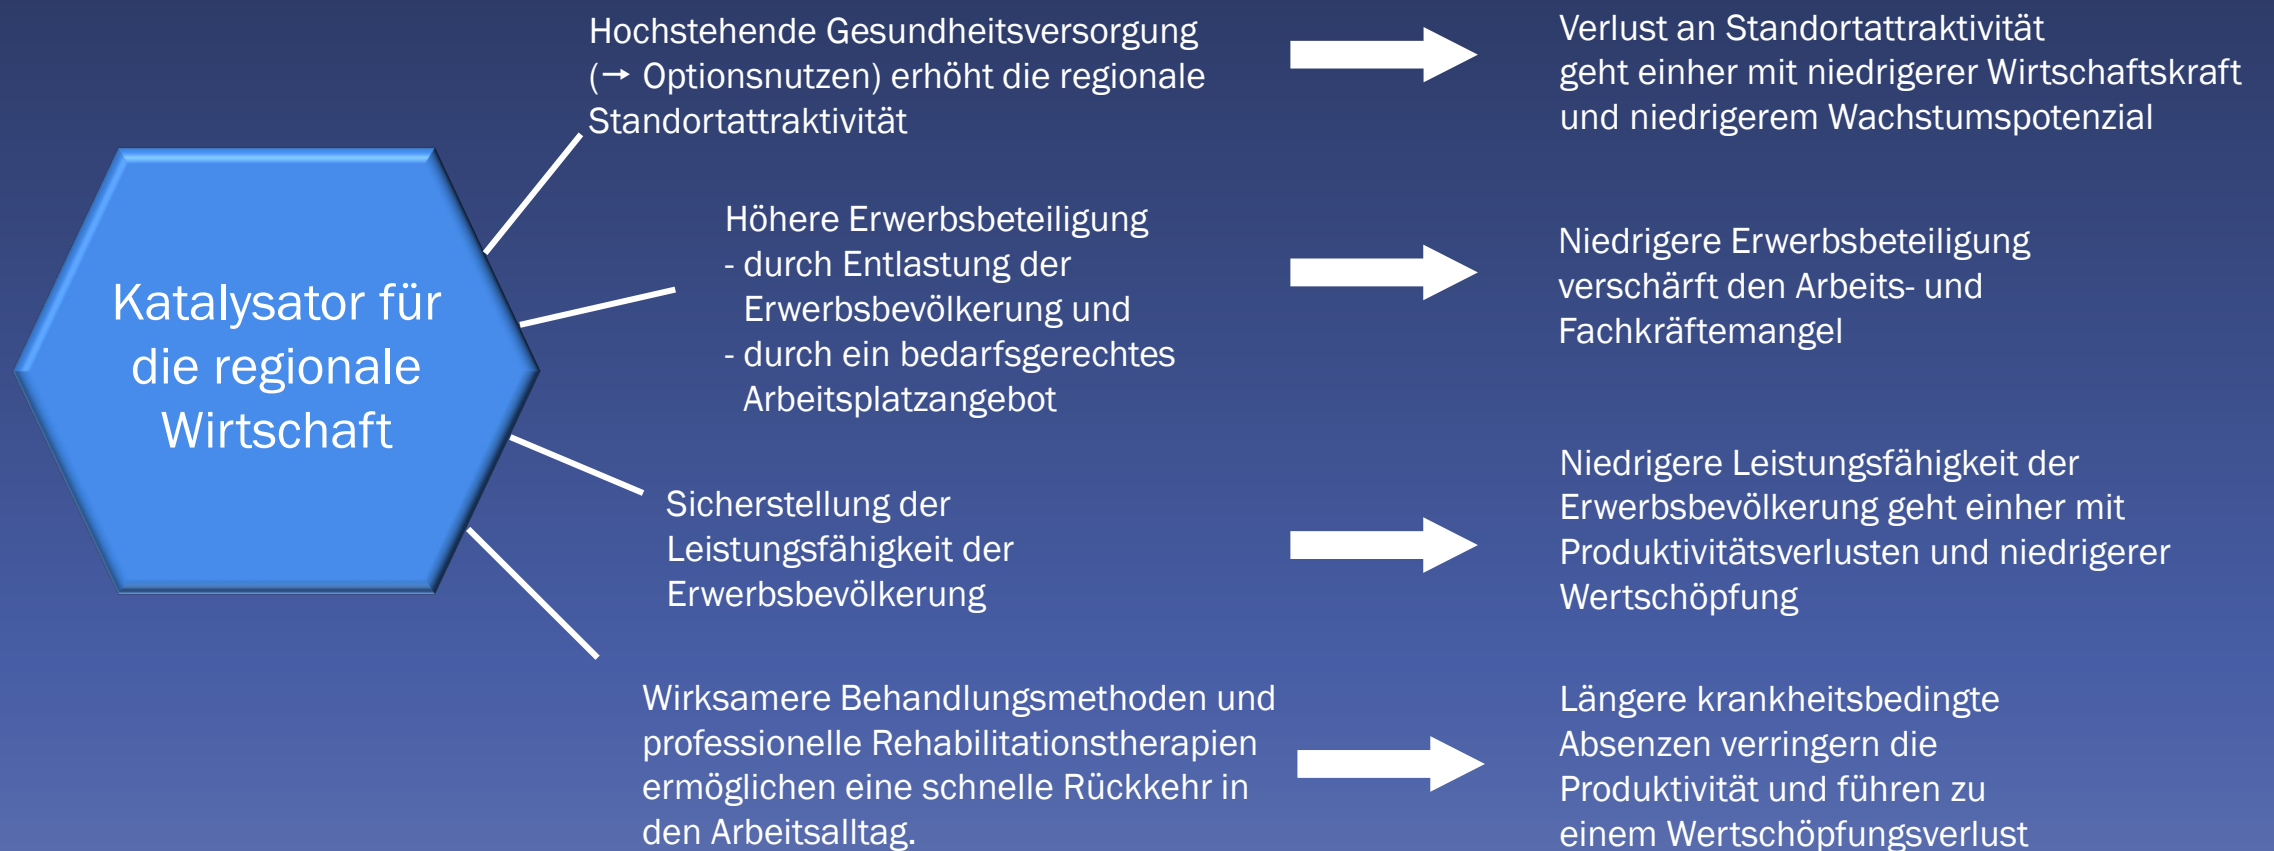 Katalysator für
die regionale
Wirtschaft
Hochstehende Gesundheitsversorgung
(→ Optionsnutzen) erhöht die regionale
Standortattraktivität
Verlust an Standortattraktivität
geht einher mit niedrigerer Wirtschaftskraft
und niedrigerem Wachstumspotenzial
Höhere Erwerbsbeteiligung
- durch Entlastung der
Erwerbsbevölkerung und
- durch ein bedarfsgerechtes
Arbeitsplatzangebot
Niedrigere Erwerbsbeteiligung
verschärft den Arbeits- und
Fachkräftemangel
Sicherstellung der
Leistungsfähigkeit der
Erwerbsbevölkerung
Niedrigere Leistungsfähigkeit der
Erwerbsbevölkerung geht einher mit
Produktivitätsverlusten und niedrigerer
Wertschöpfung
Wirksamere Behandlungsmethoden und
professionelle Rehabilitationstherapien
ermöglichen eine schnelle Rückkehr in
den Arbeitsalltag.
Längere krankheitsbedingte
Absenzen verringern die
Produktivität und führen zu
einem Wertschöpfungsverlust